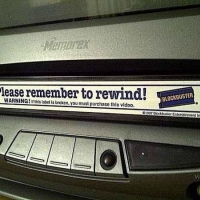 Memorex
Please remember to rewind!
WARNING! If this label is broken, you must purchase this video.
BLOCKBUSTER